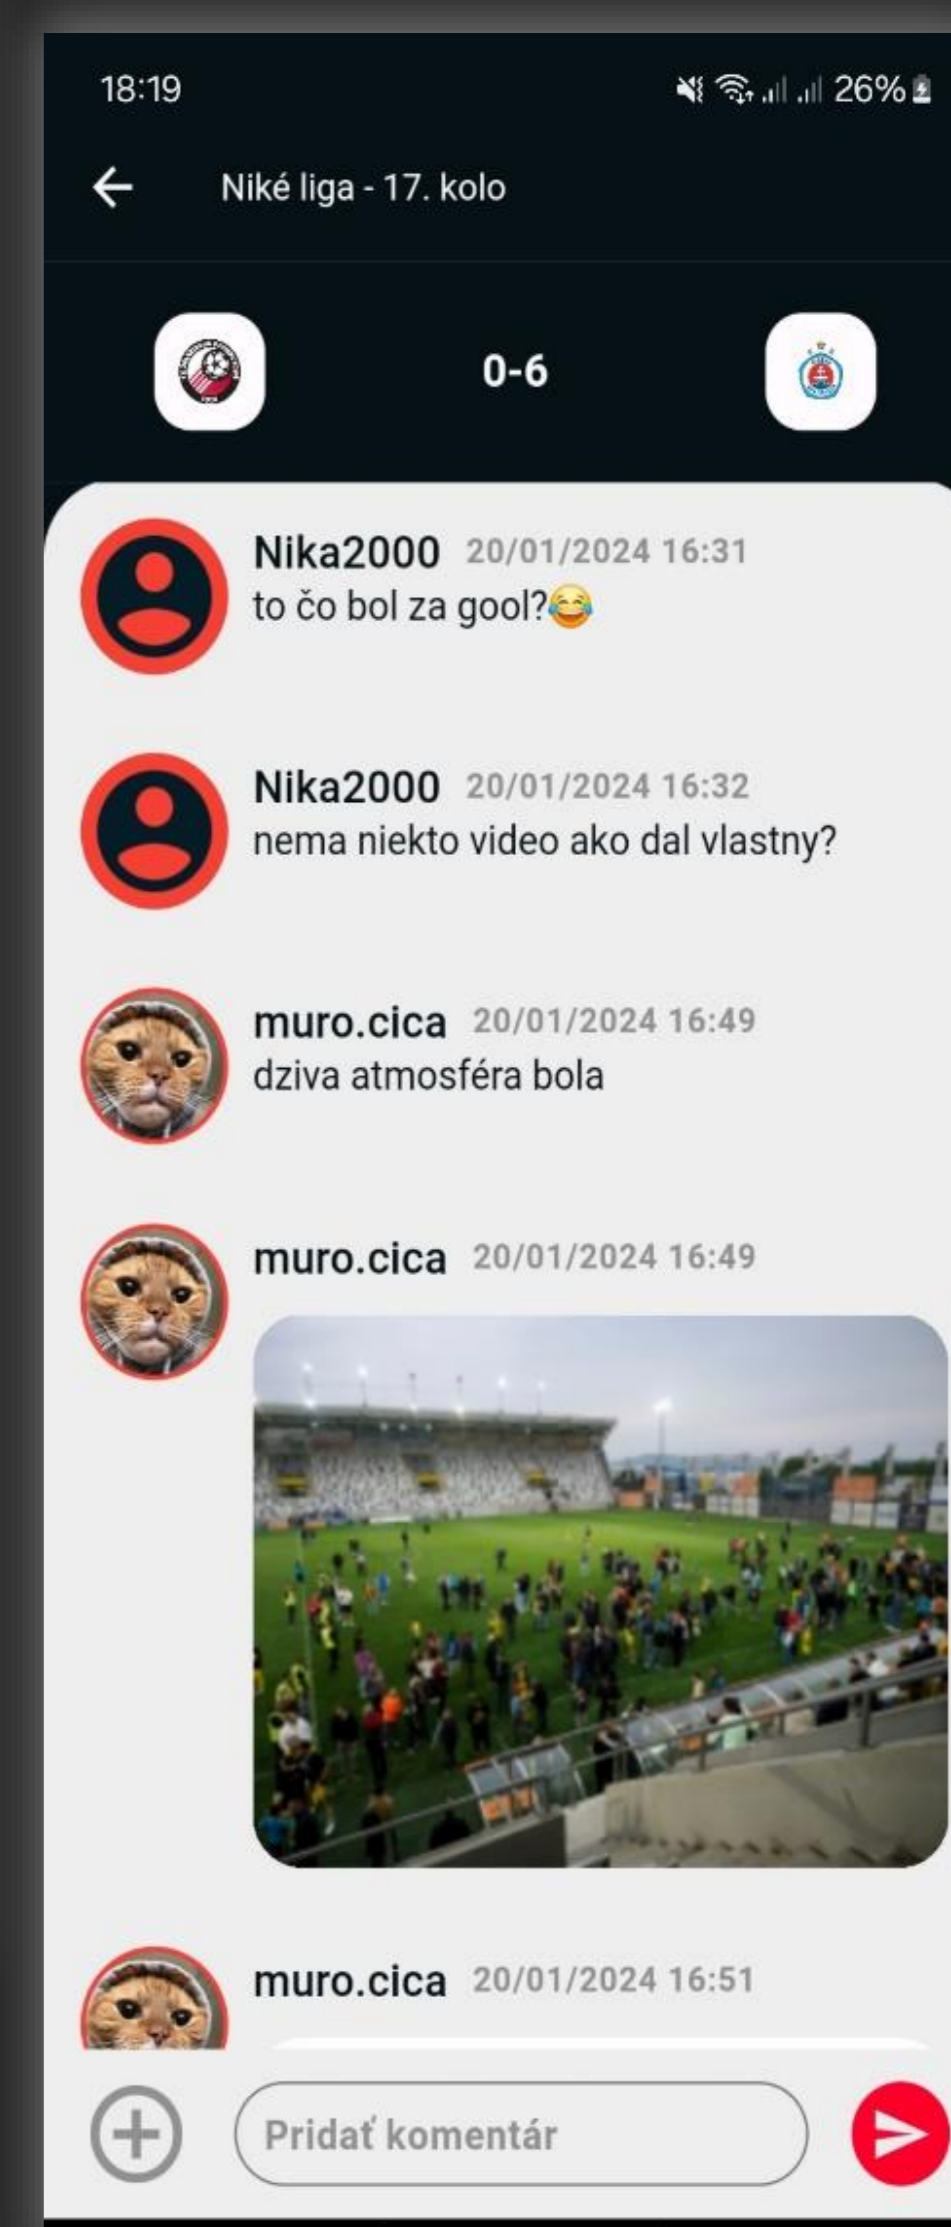 18:19
26%
Niké liga - 17. kolo
0-6
Nika2000 20/01/2024 16:31
to čo bol za gool?😂
Nika2000 20/01/2024 16:32
nema niekto video ako dal vlastny?
muro.cica 20/01/2024 16:49
dziva atmosféra bola
muro.cica 20/01/2024 16:49
muro.cica 20/01/2024 16:51
Pridať komentár